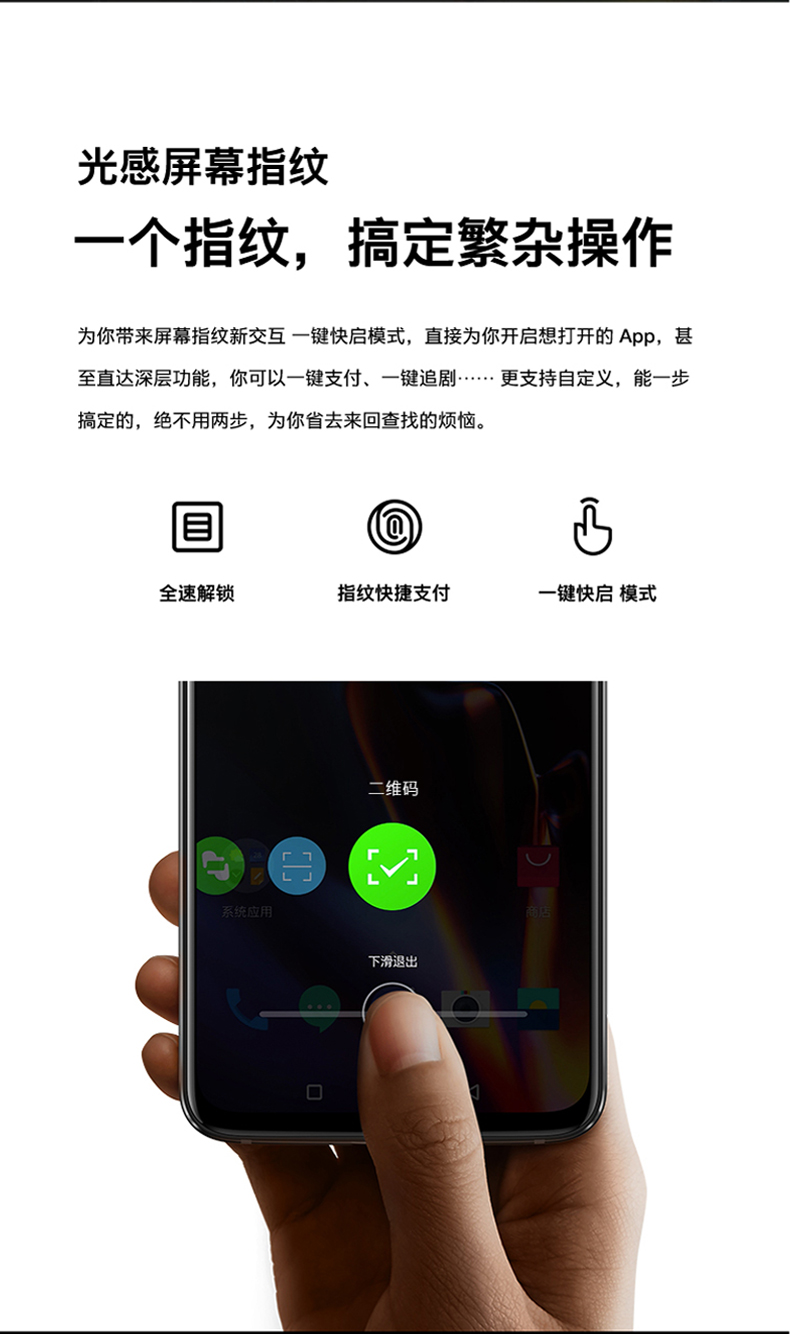 光感屏幕指纹
一个指纹，搞定繁杂操作
为你带来屏幕指纹新交互 一键快启模式，直接为你开启想打开的 App，甚
至直达深层功能，你可以一键支付、一键追剧…… 更支持自定义，能一步
搞定的，绝不用两步，为你省去来回查找的烦恼。
全速解锁
指纹快捷支付
一键快启 模式
二维码
系统应用
商店
下滑退出